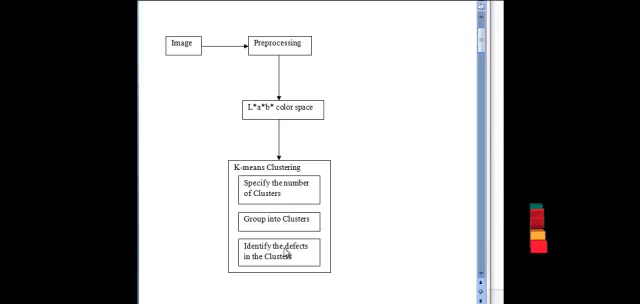 Image
Preprocessing
L*a*b* color space
K-means Clustering
Specify the number
of Clusters
Group into Clusters
Identify the defects
in the Clusters